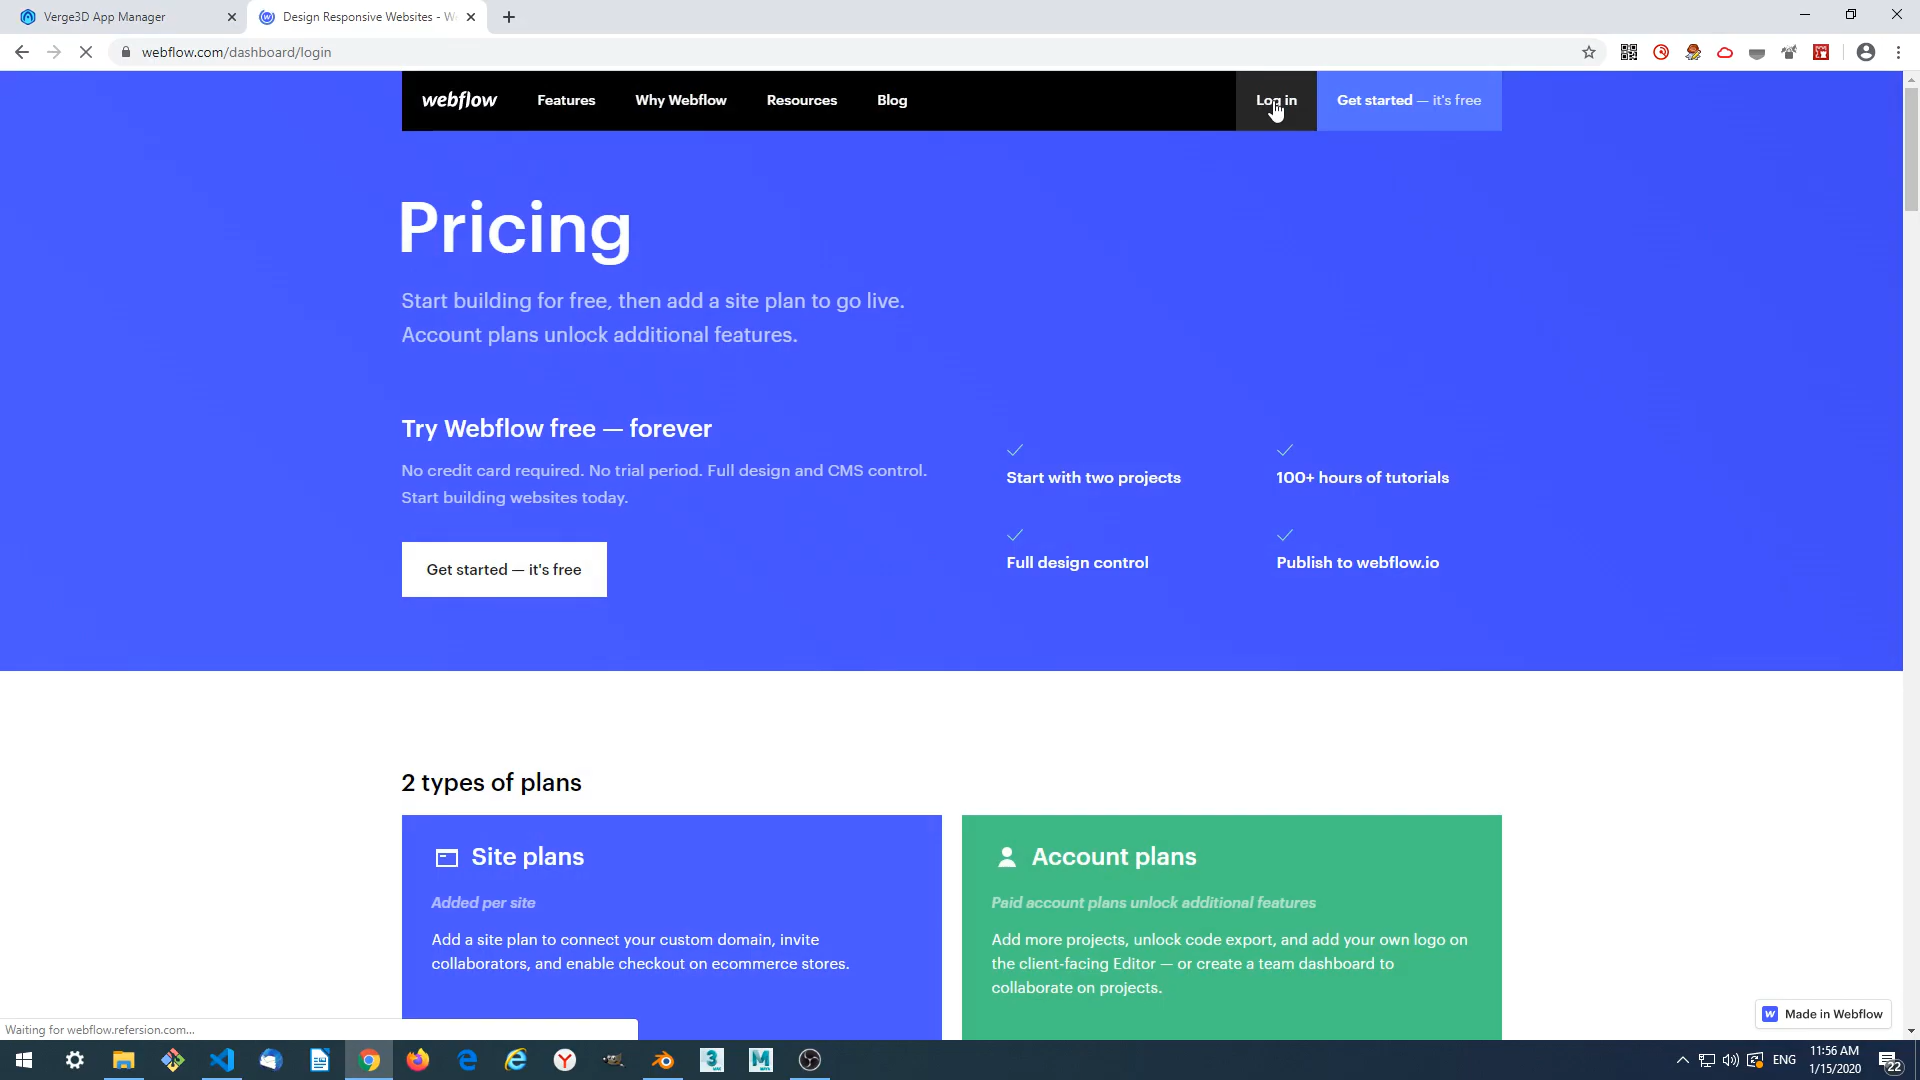 Verge3D App Manager
Design Responsive Websites - W
webflow.com/dashboard/login
webflow
Features
Why Webflow
Resources
Blog
Log in
Get started — it's free
Pricing
Start building for free, then add a site plan to go live.
Account plans unlock additional features.
Try Webflow free — forever
No credit card required. No trial period. Full design and CMS control.
Start building websites today.
Get started — it's free
Start with two projects
100+ hours of tutorials
Full design control
Publish to webflow.io
2 types of plans
Site plans
Added per site
Add a site plan to connect your custom domain, invite
collaborators, and enable checkout on ecommerce stores.
Account plans
Paid account plans unlock additional features
Add more projects, unlock code export, and add your own logo on
the client-facing Editor — or create a team dashboard to
collaborate on projects.
Made in Webflow
Waiting for webflow.refersion.com...
ENG
11:56 AM
1/15/2020
22